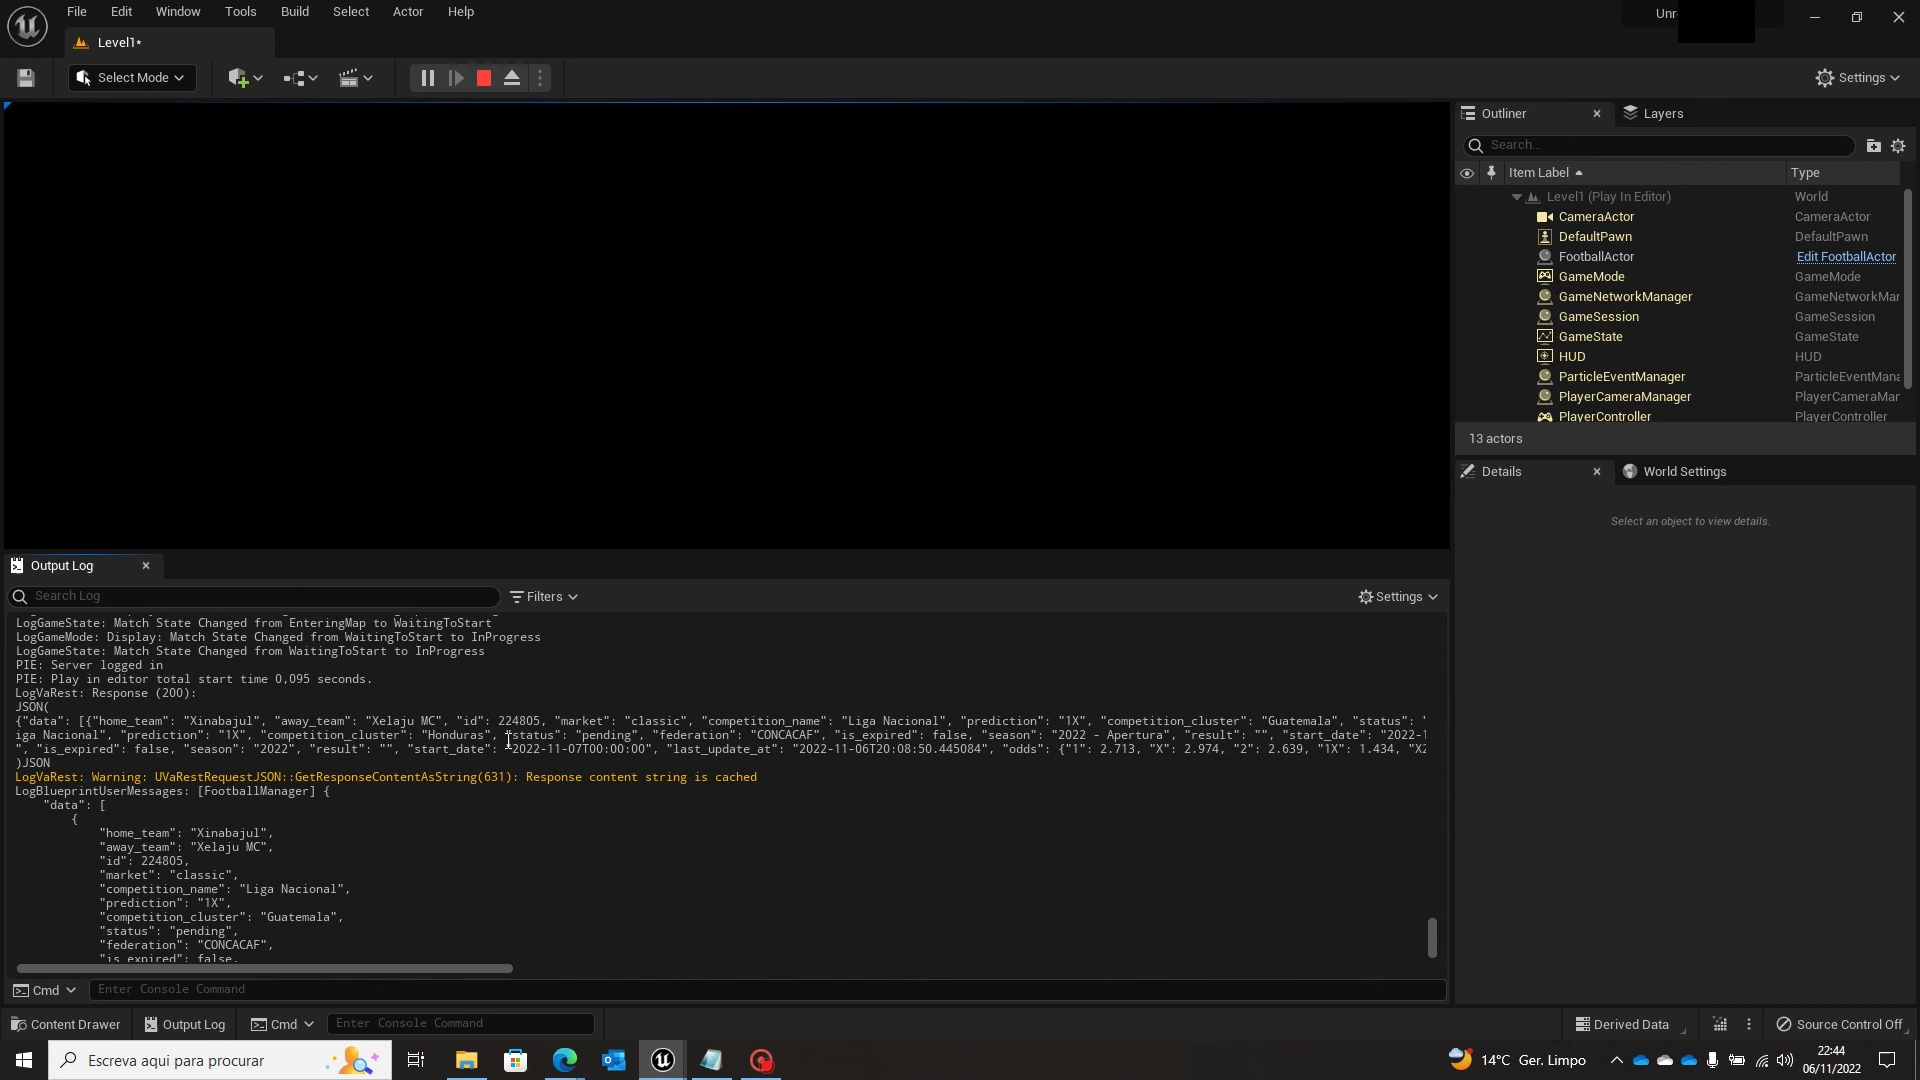 File Edit Window Tools Build Select Actor Help
Unr
Level1*
Select Mode
Settings
Outliner
Layers
Search...
Item Label
Type
Level1 (Play In Editor) World
CameraActor CameraActor
DefaultPawn DefaultPawn
FootballActor Edit FootballActor
GameMode GameMode
GameNetworkManager GameNetworkMar
GameSession GameSession
GameState GameState
HUD HUD
ParticleEventManager ParticleEventMana
PlayerCameraManager PlayerCameraMar
PlayerController PlayerController
13 actors
Details
World Settings
Select an object to view details.
Output Log
Search Log
Filters
Settings
LogGameState: Match State Changed from EnteringMap to WaitingToStart
LogGameMode: Display: Match State Changed from WaitingToStart to InProgress
LogGameState: Match State Changed from WaitingToStart to InProgress
PIE: Server logged in
PIE: Play in editor total start time 0,095 seconds.
LogVaRest: Response (200):
JSON(
{"data": [{"home_team": "Xinabajul", "away_team": "Xelaju MC", "id": 224805, "market": "classic", "competition_name": "Liga Nacional", "prediction": "1X", "competition_cluster": "Guatemala", "status": "
iga Nacional", "prediction": "1X", "competition_cluster": "Honduras", "status": "pending", "federation": "CONCACAF", "is_expired": false, "season": "2022 - Apertura", "result": "", "start_date": "2022-1
", "is_expired": false, "season": "2022", "result": "", "start_date": "2022-11-07T00:00:00", "last_update_at": "2022-11-06T20:08:50.445084", "odds": {"1": 2.713, "X": 2.974, "2": 2.639, "1X": 1.434, "X2
)JSON
LogVaRest: Warning: UVaRestRequestJSON::GetResponseContentAsString(631): Response content string is cached
LogBlueprintUserMessages: [FootballManager] {
"data": [
{
"home_team": "Xinabajul",
"away_team": "Xelaju MC",
"id": 224805,
"market": "classic",
"competition_name": "Liga Nacional",
"prediction": "1X",
"competition_cluster": "Guatemala",
"status": "pending",
"federation": "CONCACAF",
"is_expired": false,
Cmd
Enter Console Command
Content Drawer
Output Log
Cmd
Enter Console Command
Derived Data
Source Control Off
Escreva aqui para procurar
14°C Ger. Limpo
22:44
06/11/2022